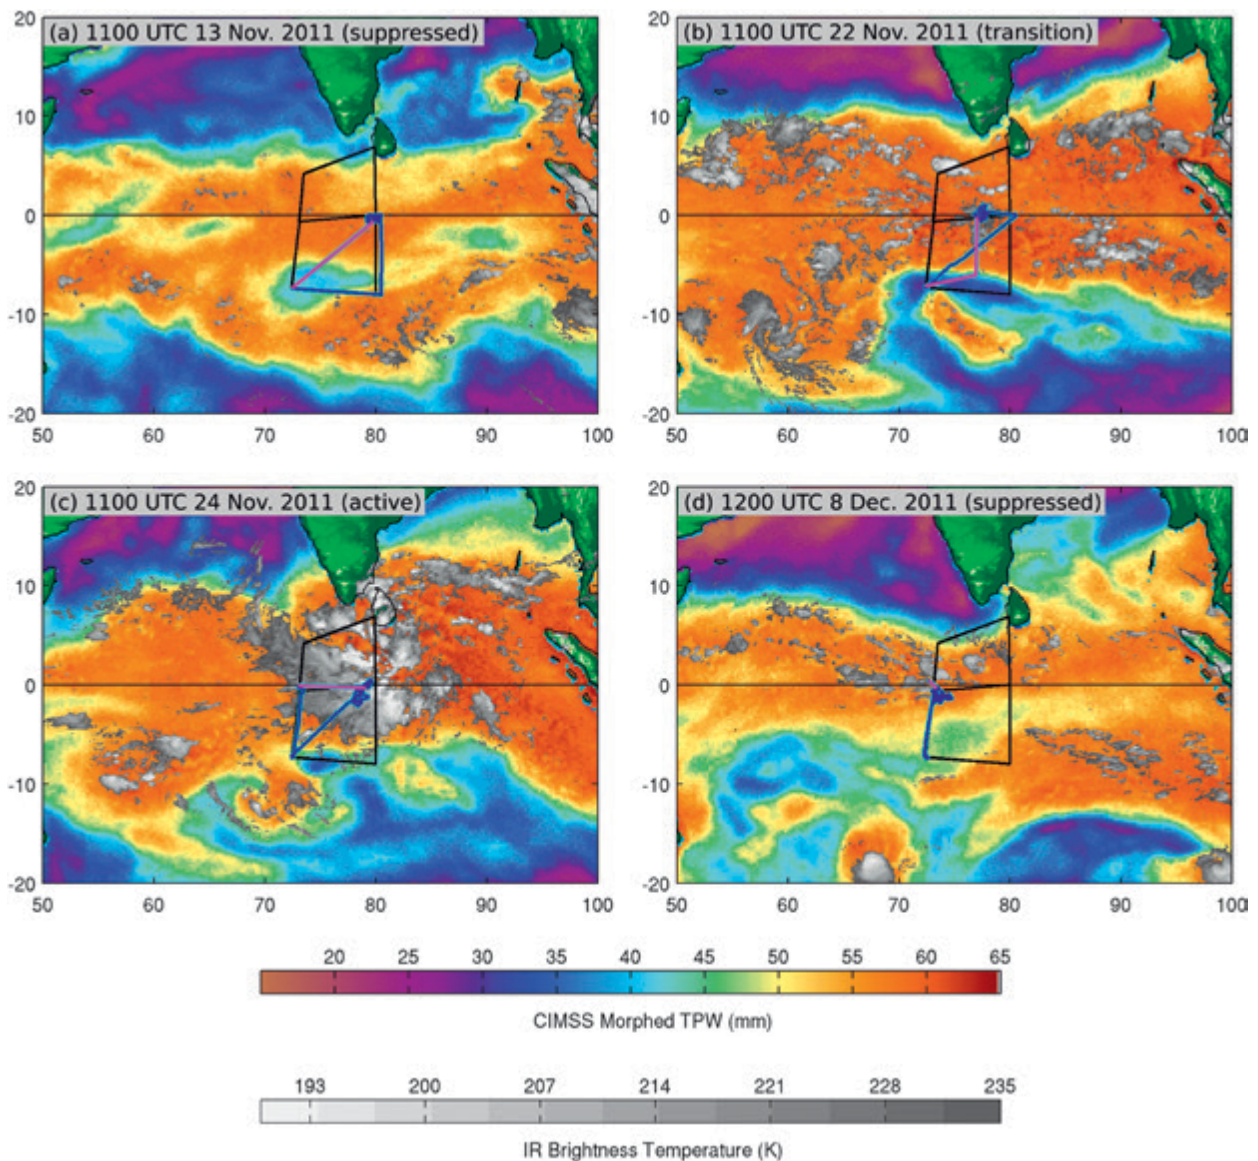 (a) 1100 UTC 13 Nov. 2011 (suppressed)
20
10
0
-10
-20
50 60 70 80 90 100
(b) 1100 UTC 22 Nov. 2011 (transition)
20
10
0
-10
-20
50 60 70 80 90 100
(c) 1100 UTC 24 Nov. 2011 (active)
20
10
0
-10
-20
50 60 70 80 90 100
(d) 1200 UTC 8 Dec. 2011 (suppressed)
20
10
0
-10
-20
50 60 70 80 90 100
20 25 30 35 40 45 50 55 60 65
CIMSS Morphed TPW (mm)
193 200 207 214 221 228 235
IR Brightness Temperature (K)